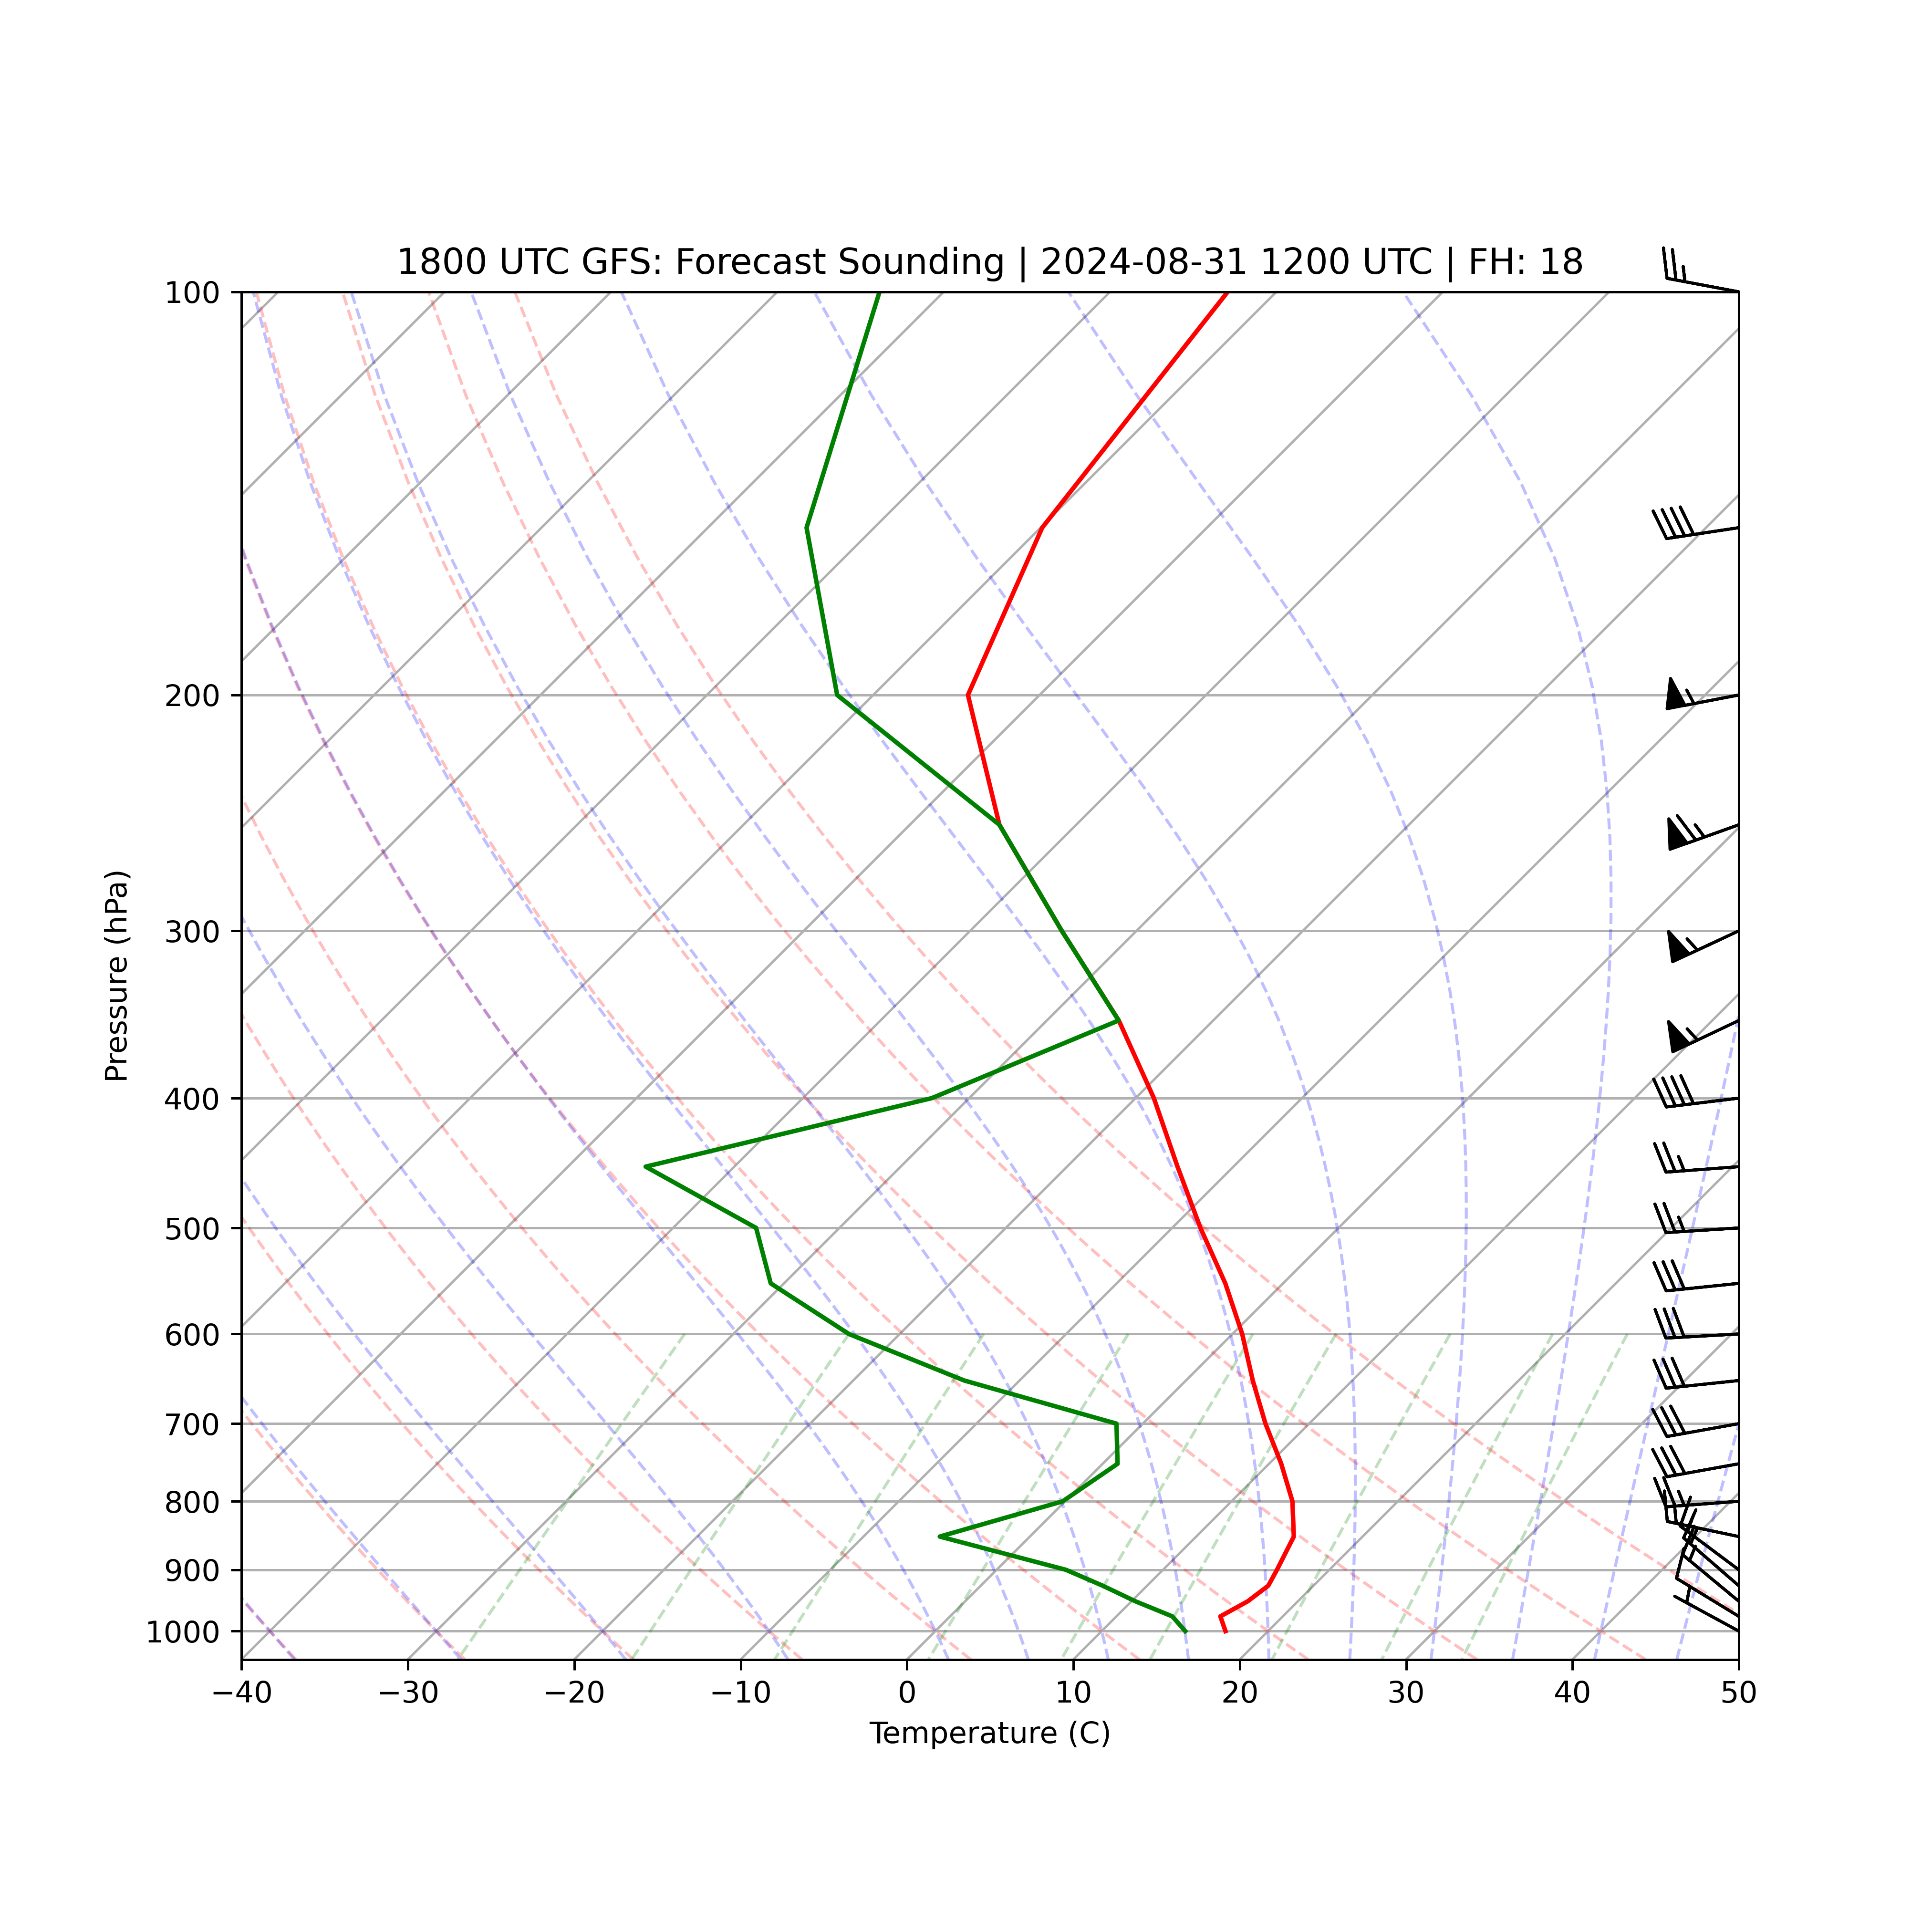 1800 UTC GFS: Forecast Sounding | 2024-08-31 1200 UTC | FH: 18
100
200
300
400
500
600
700
800
900
1000
Pressure (hPa)
−40 −30 −20 −10 0 10 20 30 40 50
Temperature (C)